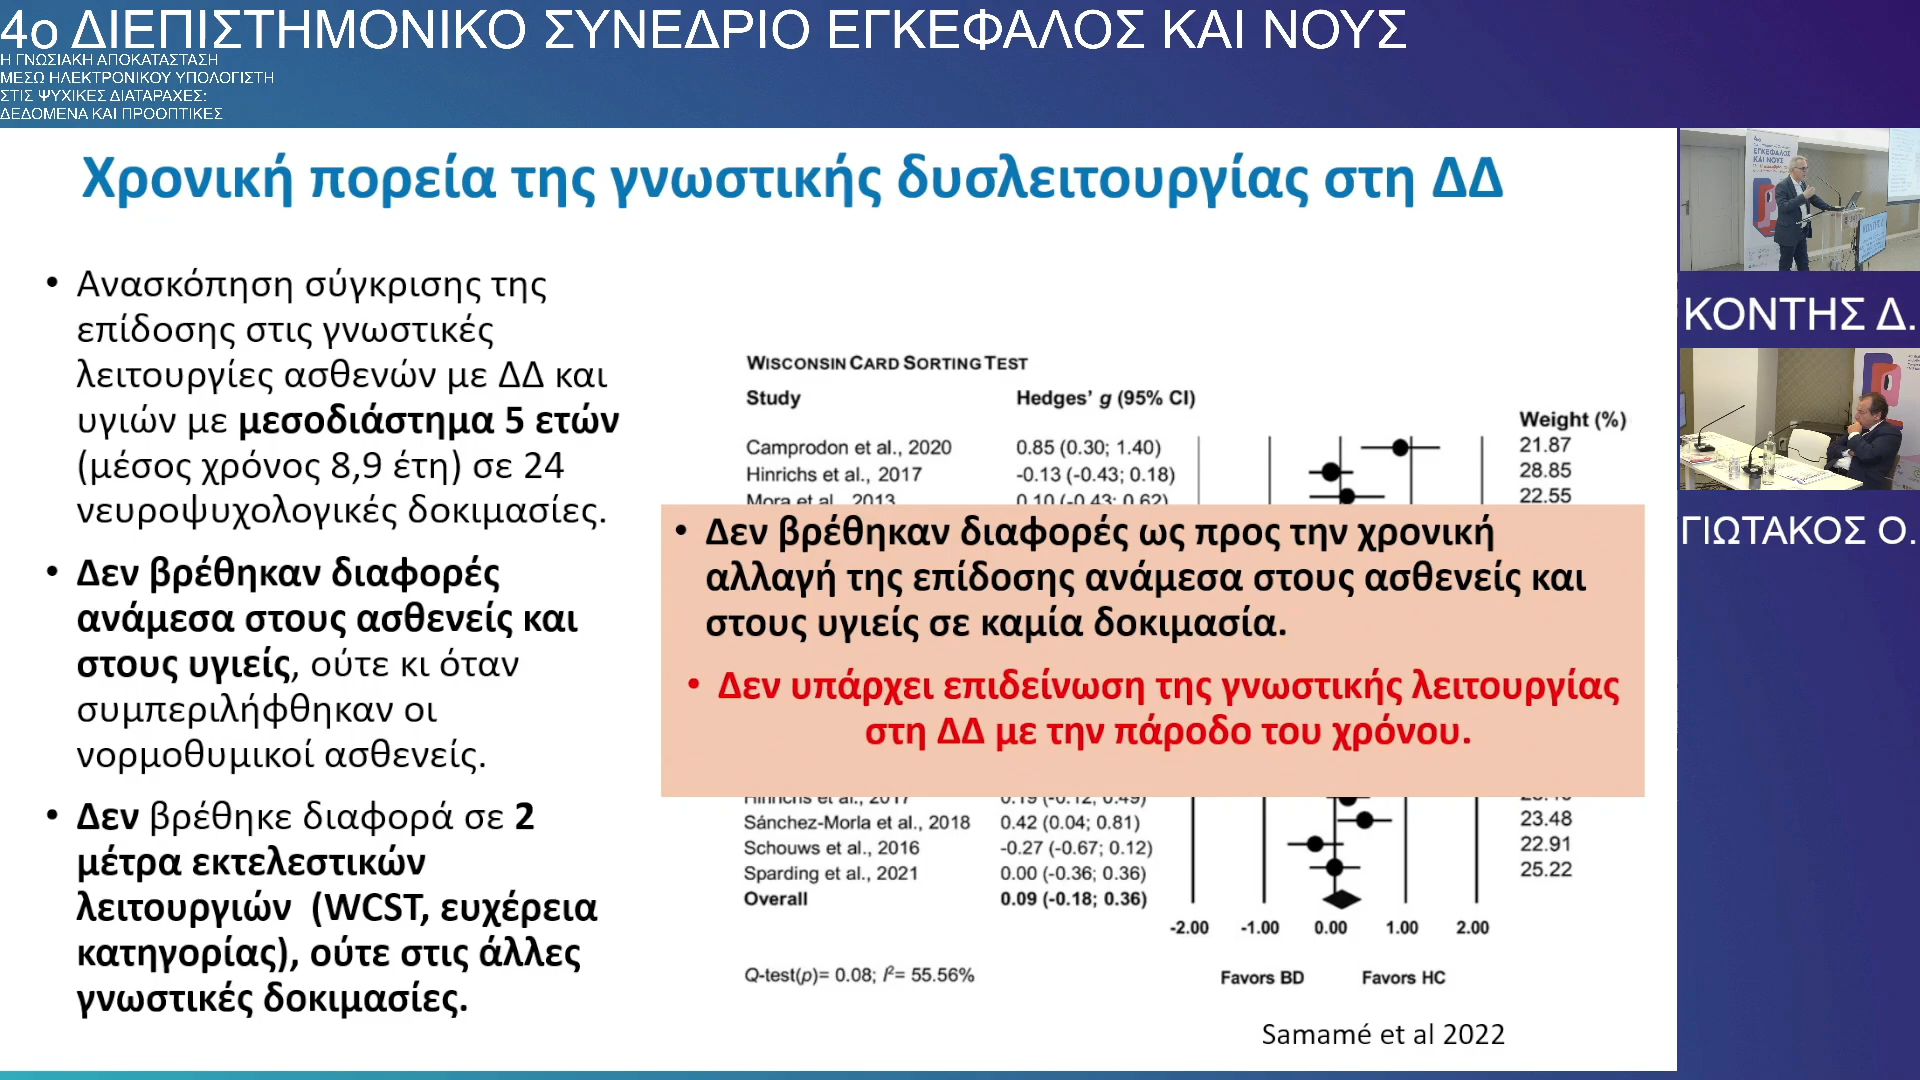 4ο ΔΙΕΠΙΣΤΗΜΟΝΙΚΟ ΣΥΝΕΔΡΙΟ ΕΓΚΕΦΑΛΟΣ ΚΑΙ ΝΟΥΣ
Η ΓΝΩΣΙΑΚΗ ΑΠΟΚΑΤΑΣΤΑΣΗ
ΜΕΣΩ ΗΛΕΚΤΡΟΝΙΚΟΥ ΥΠΟΛΟΓΙΣΤΗ
ΣΤΙΣ ΨΥΧΙΚΕΣ ΔΙΑΤΑΡΑΧΕΣ:
ΔΕΔΟΜΕΝΑ ΚΑΙ ΠΡΟΟΠΤΙΚΕΣ
Χρονική πορεία της γνωστικής δυσλειτουργίας στη ΔΔ
• Ανασκόπηση σύγκρισης της
επίδοσης στις γνωστικές
λειτουργίες ασθενών με ΔΔ και
υγιών με μεσοδιάστημα 5 ετών
(μέσος χρόνος 8,9 έτη) σε 24
νευροψυχολογικές δοκιμασίες.
• Δεν βρέθηκαν διαφορές
ανάμεσα στους ασθενείς και
στους υγιείς, ούτε κι όταν
συμπεριλήφθηκαν οι
νορμοθυμικοί ασθενείς.
• Δεν βρέθηκε διαφορά σε 2
μέτρα εκτελεστικών
λειτουργιών (WCST, ευχέρεια
κατηγορίας), ούτε στις άλλες
γνωστικές δοκιμασίες.
WISCONSIN CARD SORTING TEST
Study Hedges' g (95% CI) Weight (%)
Camprodon et al., 2020 0.85 (0.30; 1.40) 21.87
Hinrichs et al., 2017 -0.13 (-0.43; 0.18) 28.85
Mora et al., 2013 0.10 (-0.43; 0.62) 22.55
• Δεν βρέθηκαν διαφορές ως προς την χρονική
αλλαγή της επίδοσης ανάμεσα στους ασθενείς και
στους υγιείς σε καμία δοκιμασία.
• Δεν υπάρχει επιδείνωση της γνωστικής λειτουργίας
στη ΔΔ με την πάροδο του χρόνου.
Hinrichs et al., 2017 0.19 (-0.12; 0.49)
Sánchez-Morla et al., 2018 0.42 (0.04; 0.81) 23.48
Schouws et al., 2016 -0.27 (-0.67; 0.12) 22.91
Sparding et al., 2021 0.00 (-0.36; 0.36) 25.22
Overall 0.09 (-0.18; 0.36)
-2.00 -1.00 0.00 1.00 2.00
Q-test(p)= 0.08; I²= 55.56%
Favors BD Favors HC
Samamé et al 2022
ΕΓΚΕΦΑΛΟΣ
ΚΑΙ ΝΟΥΣ
ΚΟΝΤΗΣ Δ.
ΓΙΩΤΑΚΟΣ Ο.